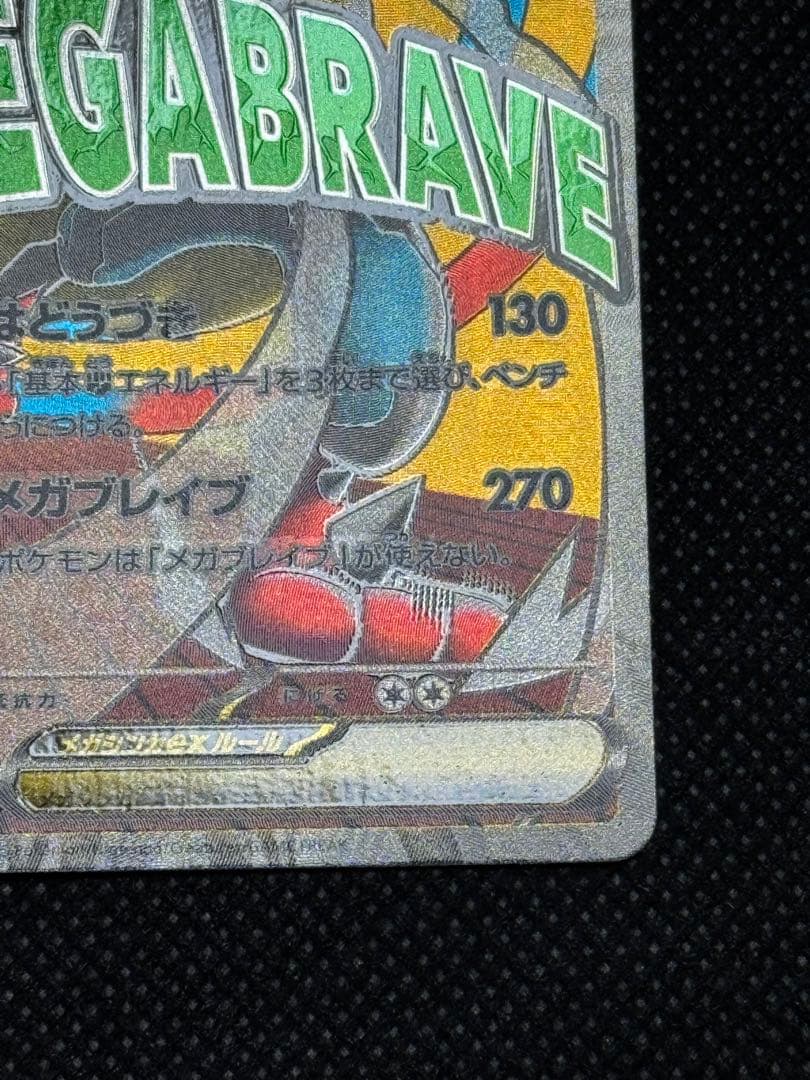 EGABRAVE
はどうづき 130
「基本闘エネルギー」を3枚まで選び、ベンチ
につける。
メガブレイブ 270
ポケモンは「メガブレイブ」が使えない。
抵抗力 にげる
メガシンカex ルール